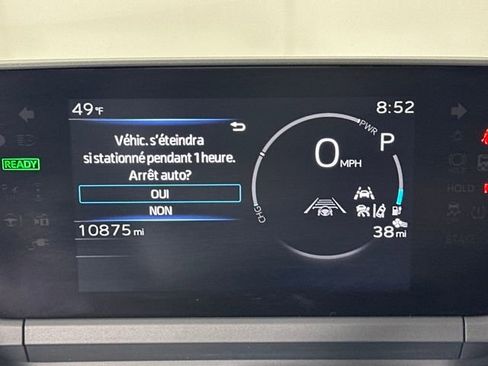 49°F
8:52
Véhic. s'éteindra
si stationné pendant 1 heure.
Arrêt auto?
OUI
NON
10875 mi
PWR
P
0 MPH
CHG
38 mi
READY
HOLD